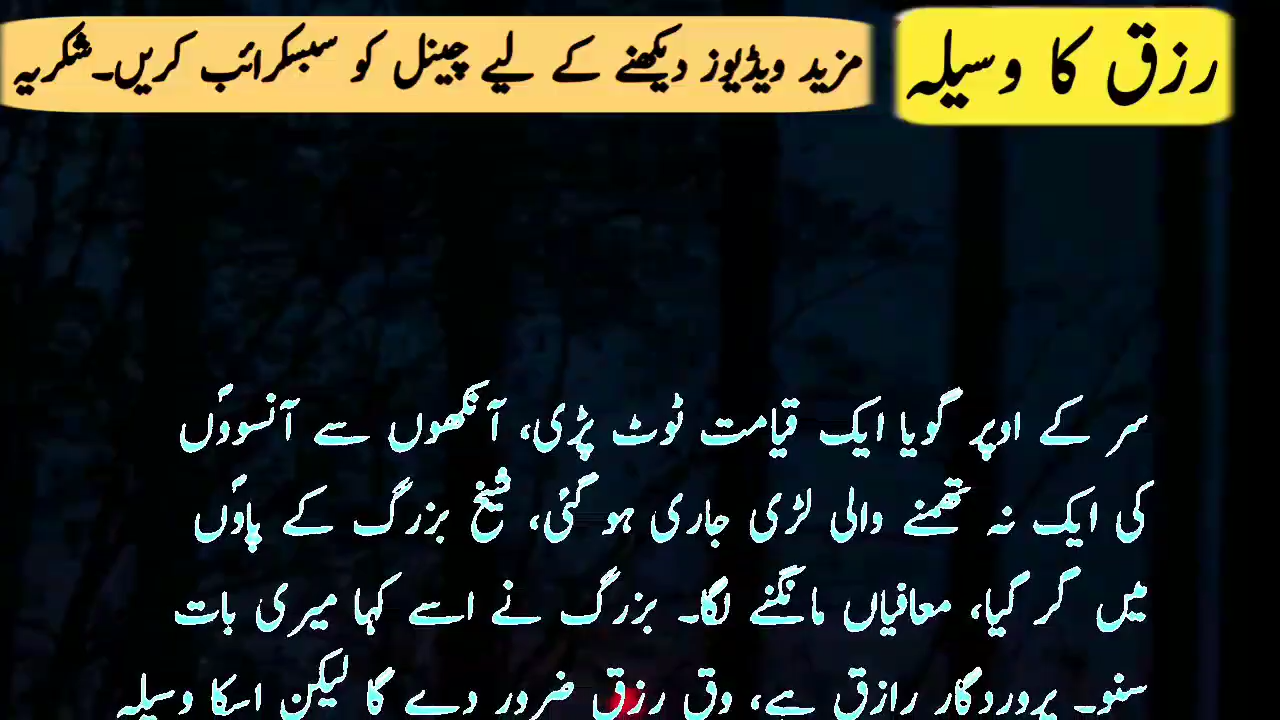 رزق کا وسیلہ
مزید ویڈیوز دیکھنے کے لیے چینل کو سبسکرائب کریں۔شکریہ
سر کے اوپر گویا ایک قیامت ٹوٹ پڑی، آنکھوں سے آنسووَں
کی ایک نہ تھمنے والی لڑی جاری ہو گئی، شیخ بزرگ کے پاوَں
میں گر گیا، معافیاں مانگنے لگا۔ بزرگ نے اسے کہا میری بات
سنو۔ پروردگار رازق ہے، وق رزق ضرور دے گا لیکن اسکا وسیلہ